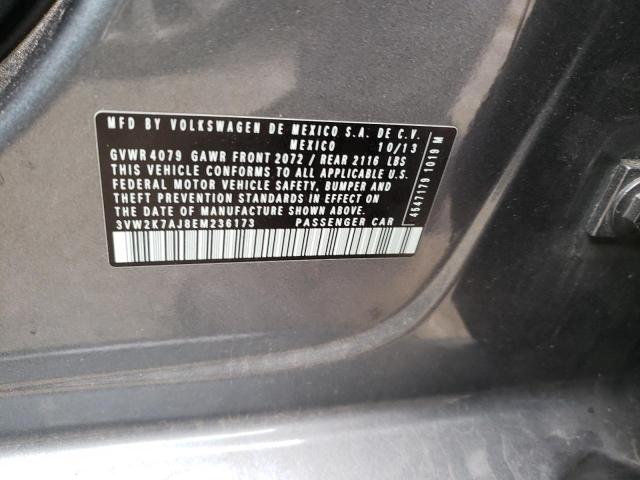 MFD BY VOLKSWAGEN DE MEXICO S.A. DE C.V.
MEXICO 10/13
GVWR 4079 GAWR FRONT 2072 / REAR 2116 LBS
THIS VEHICLE CONFORMS TO ALL APPLICABLE U.S.
FEDERAL MOTOR VEHICLE SAFETY, BUMPER AND
THEFT PREVENTION STANDARDS IN EFFECT ON
THE DATE OF MANUFACTURE SHOWN ABOVE.
3VW2K7AJ8EM236173 PASSENGER CAR
4547179 1019 M